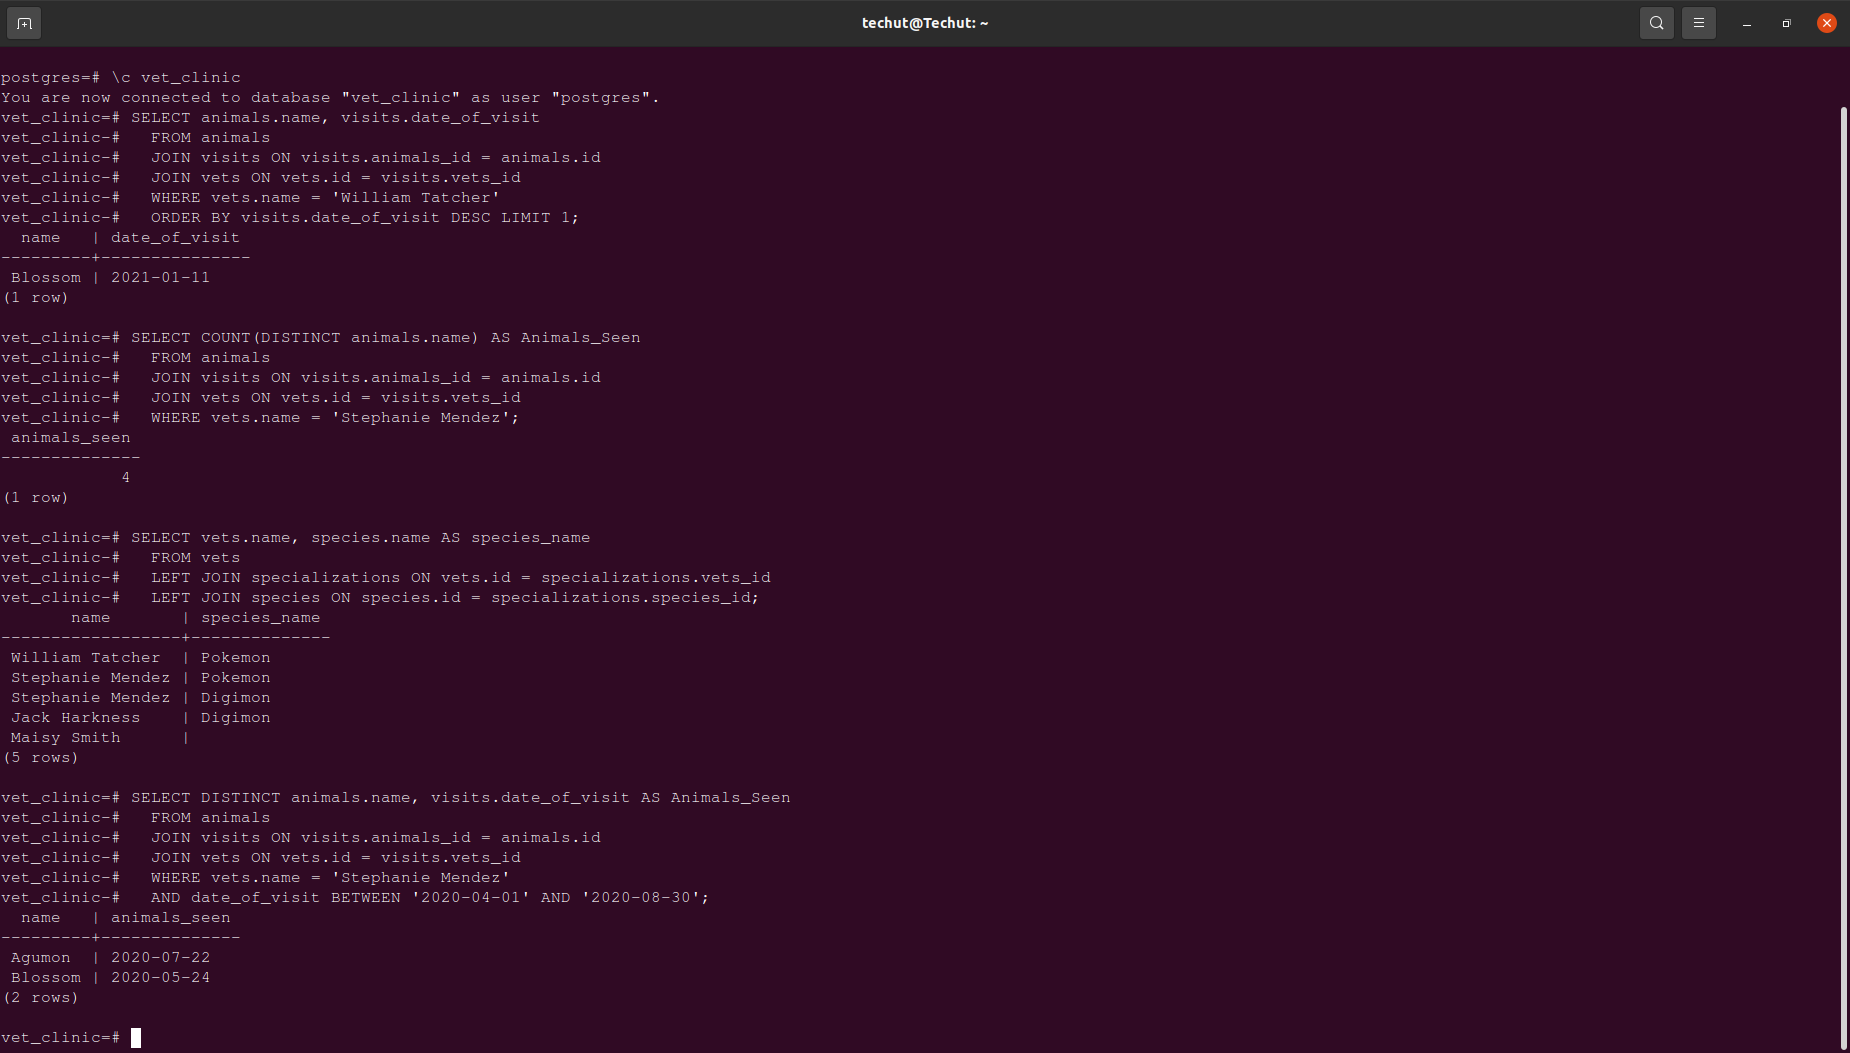 techut@Techut: ~
postgres=# \c vet_clinic
You are now connected to database "vet_clinic" as user "postgres".
vet_clinic=# SELECT animals.name, visits.date_of_visit
vet_clinic-#   FROM animals
vet_clinic-#   JOIN visits ON visits.animals_id = animals.id
vet_clinic-#   JOIN vets ON vets.id = visits.vets_id
vet_clinic-#   WHERE vets.name = 'William Tatcher'
vet_clinic-#   ORDER BY visits.date_of_visit DESC LIMIT 1;
  name   | date_of_visit
---------+---------------
 Blossom | 2021-01-11
(1 row)

vet_clinic=# SELECT COUNT(DISTINCT animals.name) AS Animals_Seen
vet_clinic-#   FROM animals
vet_clinic-#   JOIN visits ON visits.animals_id = animals.id
vet_clinic-#   JOIN vets ON vets.id = visits.vets_id
vet_clinic-#   WHERE vets.name = 'Stephanie Mendez';
 animals_seen
--------------
            4
(1 row)

vet_clinic=# SELECT vets.name, species.name AS species_name
vet_clinic-#   FROM vets
vet_clinic-#   LEFT JOIN specializations ON vets.id = specializations.vets_id
vet_clinic-#   LEFT JOIN species ON species.id = specializations.species_id;
       name       | species_name
------------------+--------------
 William Tatcher  | Pokemon
 Stephanie Mendez | Pokemon
 Stephanie Mendez | Digimon
 Jack Harkness    | Digimon
 Maisy Smith      |
(5 rows)

vet_clinic=# SELECT DISTINCT animals.name, visits.date_of_visit AS Animals_Seen
vet_clinic-#   FROM animals
vet_clinic-#   JOIN visits ON visits.animals_id = animals.id
vet_clinic-#   JOIN vets ON vets.id = visits.vets_id
vet_clinic-#   WHERE vets.name = 'Stephanie Mendez'
vet_clinic-#   AND date_of_visit BETWEEN '2020-04-01' AND '2020-08-30';
  name   | animals_seen
---------+--------------
 Agumon  | 2020-07-22
 Blossom | 2020-05-24
(2 rows)

vet_clinic=#